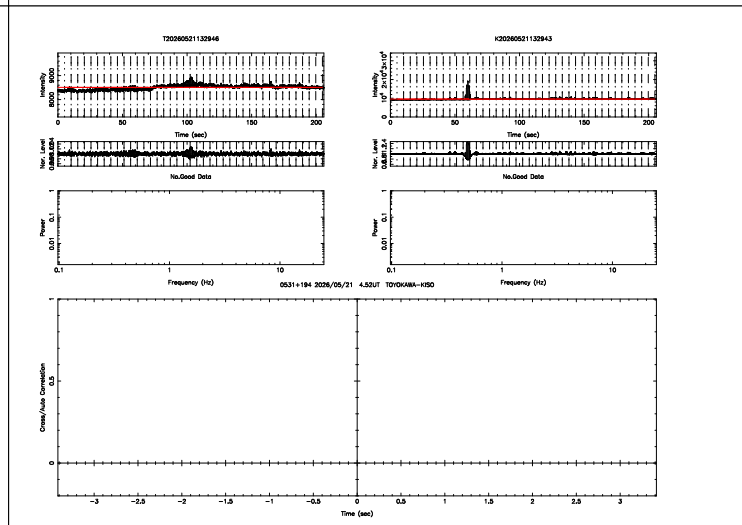 T20260521132946 K20260521132943
Intensity 8000 9000
0 50 100 150 200
Time (sec)
Intensity 0 10⁴ 2×10⁴ 3×10⁴
0 50 100 150 200
Time (sec)
Nor. Level
Nor. Level
No.Good Data No.Good Data
Power 0.01 0.1 1
0.1 1 10
Frequency (Hz)
Power 0.01 0.1 1
0.1 1 10
Frequency (Hz)
0531+194 2026/05/21 4.52UT TOYOKAWA-KISO
Cross/Auto Correlation 0 0.5 1
-3 -2 -1.5 -1 -0.5 0 0.5 1 1.5 2 2.5 3
Time (sec)